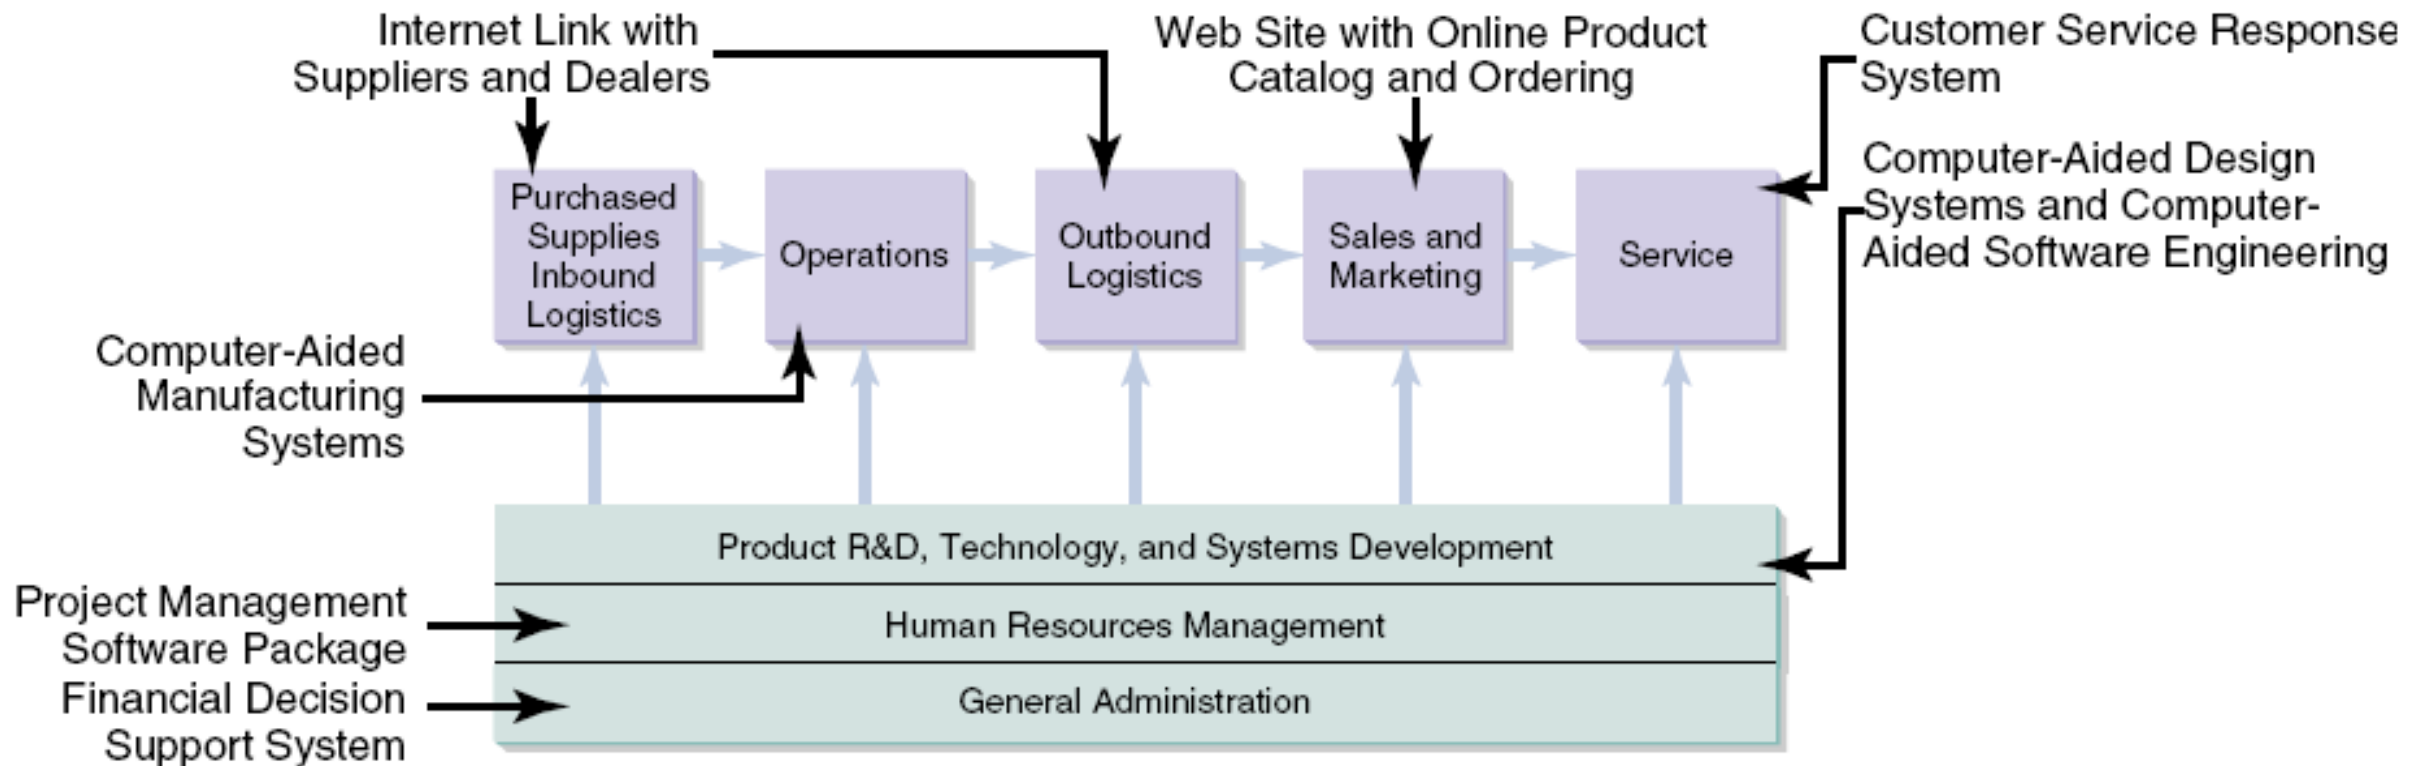 Internet Link with
Suppliers and Dealers
Web Site with Online Product
Catalog and Ordering
Customer Service Response
System
Computer-Aided Design
Systems and Computer-
Aided Software Engineering
Purchased
Supplies
Inbound
Logistics
Operations
Outbound
Logistics
Sales and
Marketing
Service
Computer-Aided
Manufacturing
Systems
Product R&D, Technology, and Systems Development
Human Resources Management
General Administration
Project Management
Software Package
Financial Decision
Support System